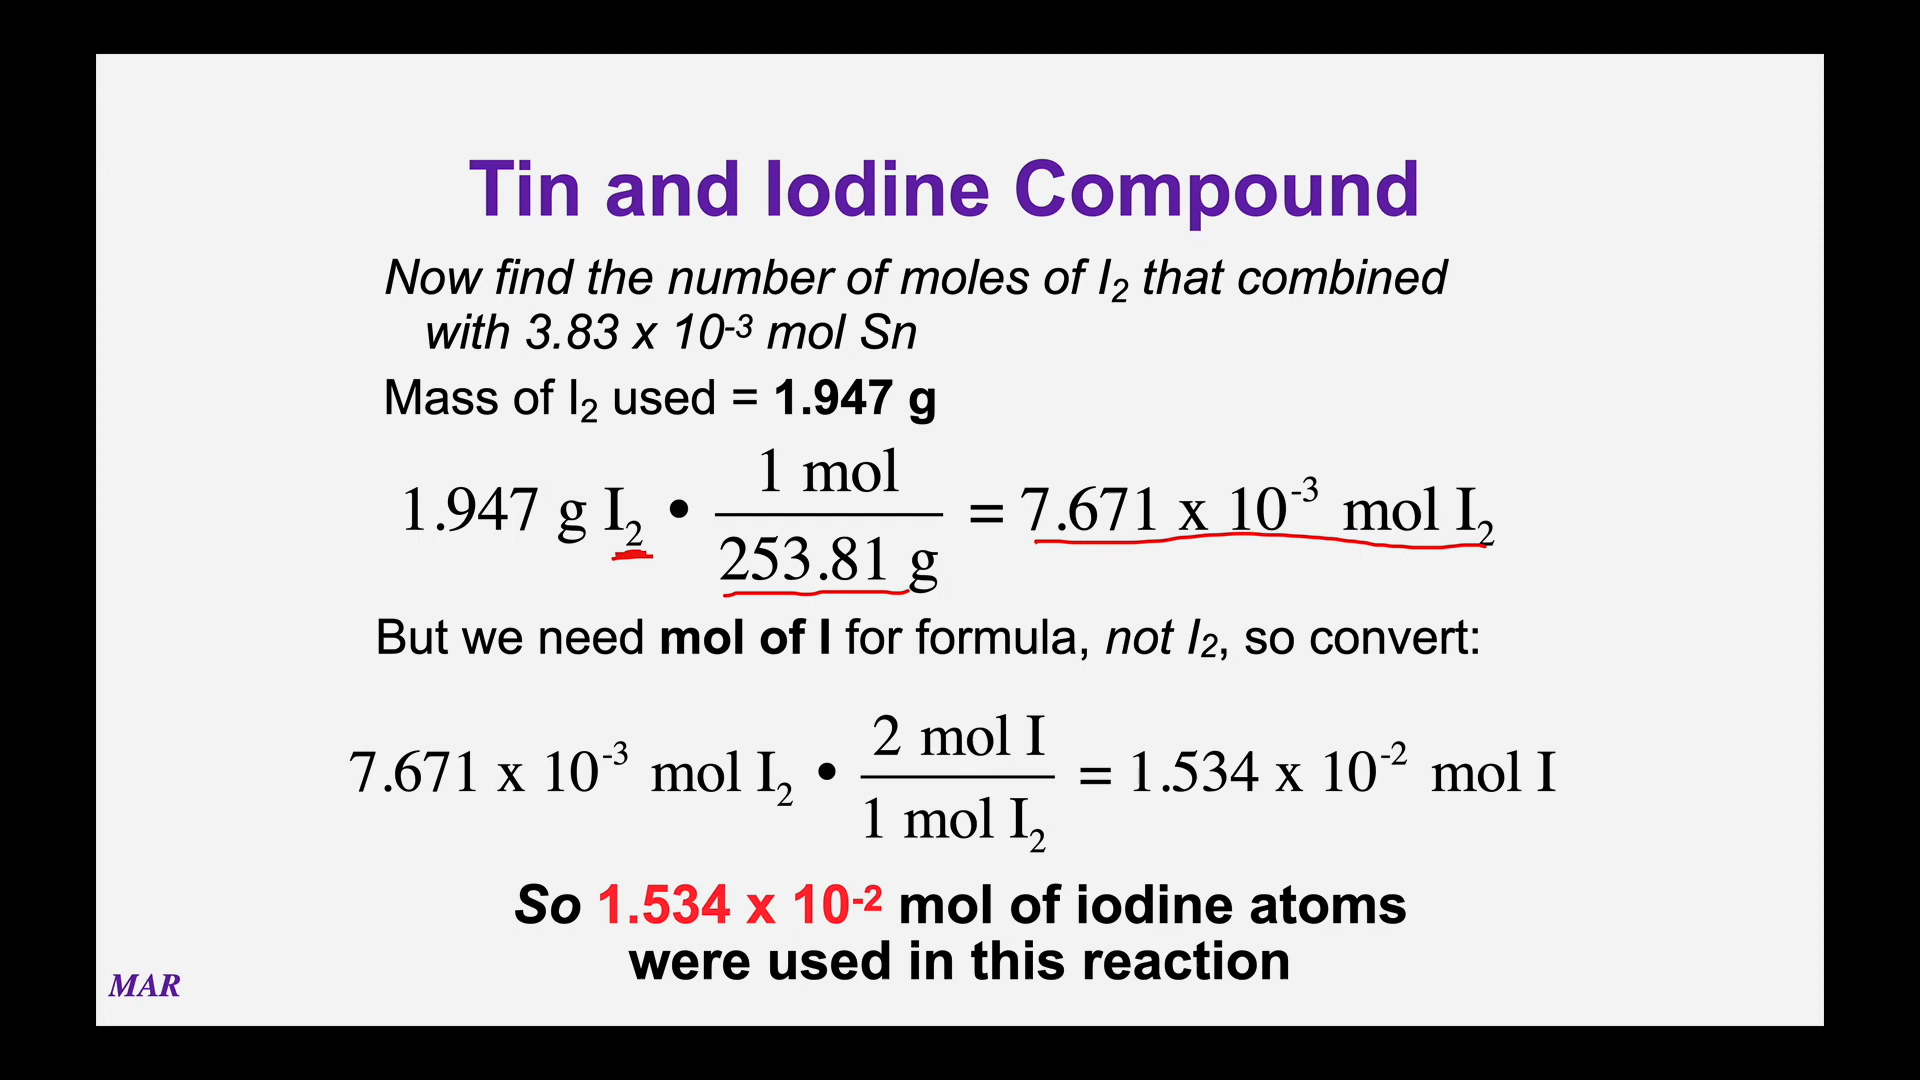 Tin and Iodine Compound
Now find the number of moles of I₂ that combined
with 3.83 x 10⁻³ mol Sn
Mass of I₂ used = 1.947 g
1.947 g I₂ • 1 mol / 253.81 g = 7.671 x 10⁻³ mol I₂
But we need mol of I for formula, not I₂, so convert:
7.671 x 10⁻³ mol I₂ • 2 mol I / 1 mol I₂ = 1.534 x 10⁻² mol I
So 1.534 x 10⁻² mol of iodine atoms
were used in this reaction
MAR